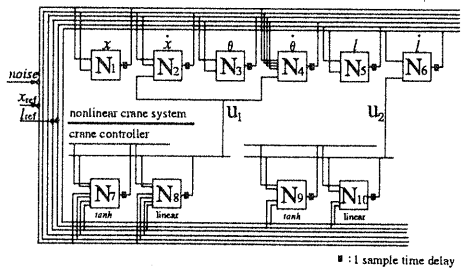 x ẋ θ θ̇ l l̇
N1 N2 N3 N4 N5 N6
noise
xref
lref
nonlinear crane system
crane controller
u1 u2
N7 N8 N9 N10
tanh linear tanh linear
: 1 sample time delay